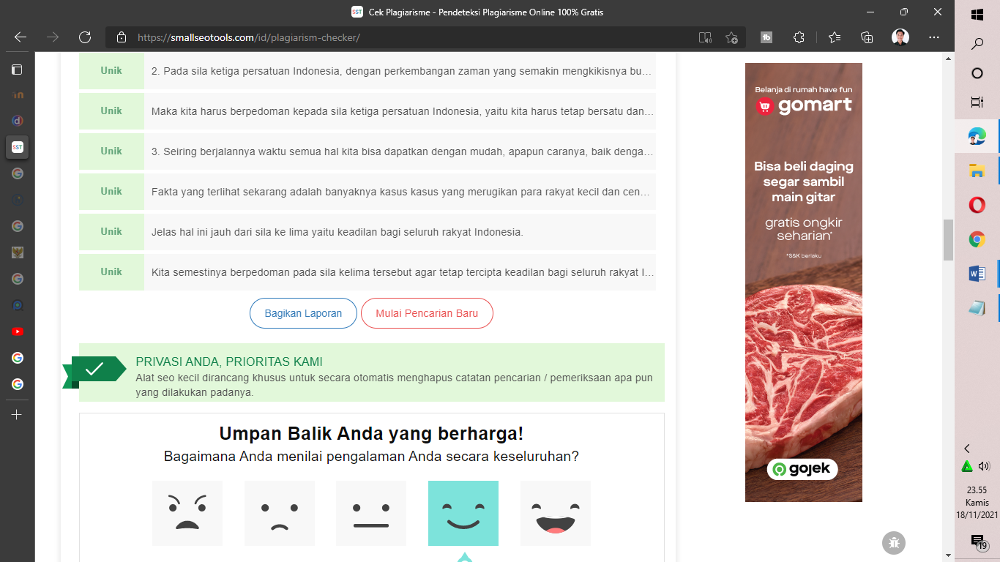 Cek Plagiarisme - Pendeteksi Plagiarisme Online 100% Gratis
https://smallseotools.com/id/plagiarism-checker/
Unik
2. Pada sila ketiga persatuan Indonesia, dengan perkembangan zaman yang semakin mengkikisnya bu...
Unik
Maka kita harus berpedoman kepada sila ketiga persatuan Indonesia, yaitu kita harus tetap bersatu dan...
Unik
3. Seiring berjalannya waktu semua hal kita bisa dapatkan dengan mudah, apapun caranya, baik denga...
Unik
Fakta yang terlihat sekarang adalah banyaknya kasus kasus yang merugikan para rakyat kecil dan cen...
Unik
Jelas hal ini jauh dari sila ke lima yaitu keadilan bagi seluruh rakyat Indonesia.
Unik
Kita semestinya berpedoman pada sila kelima tersebut agar tetap tercipta keadilan bagi seluruh rakyat I...
Bagikan Laporan
Mulai Pencarian Baru
PRIVASI ANDA, PRIORITAS KAMI
Alat seo kecil dirancang khusus untuk secara otomatis menghapus catatan pencarian / pemeriksaan apa pun
yang dilakukan padanya.
Umpan Balik Anda yang berharga!
Bagaimana Anda menilai pengalaman Anda secara keseluruhan?
Belanja di rumah have fun
gomart
Bisa beli daging
segar sambil
main gitar
gratis ongkir
seharian*
*S&K berlaku
gojek
23.55
Kamis
18/11/2021
19
SST
SST
in
tb
W